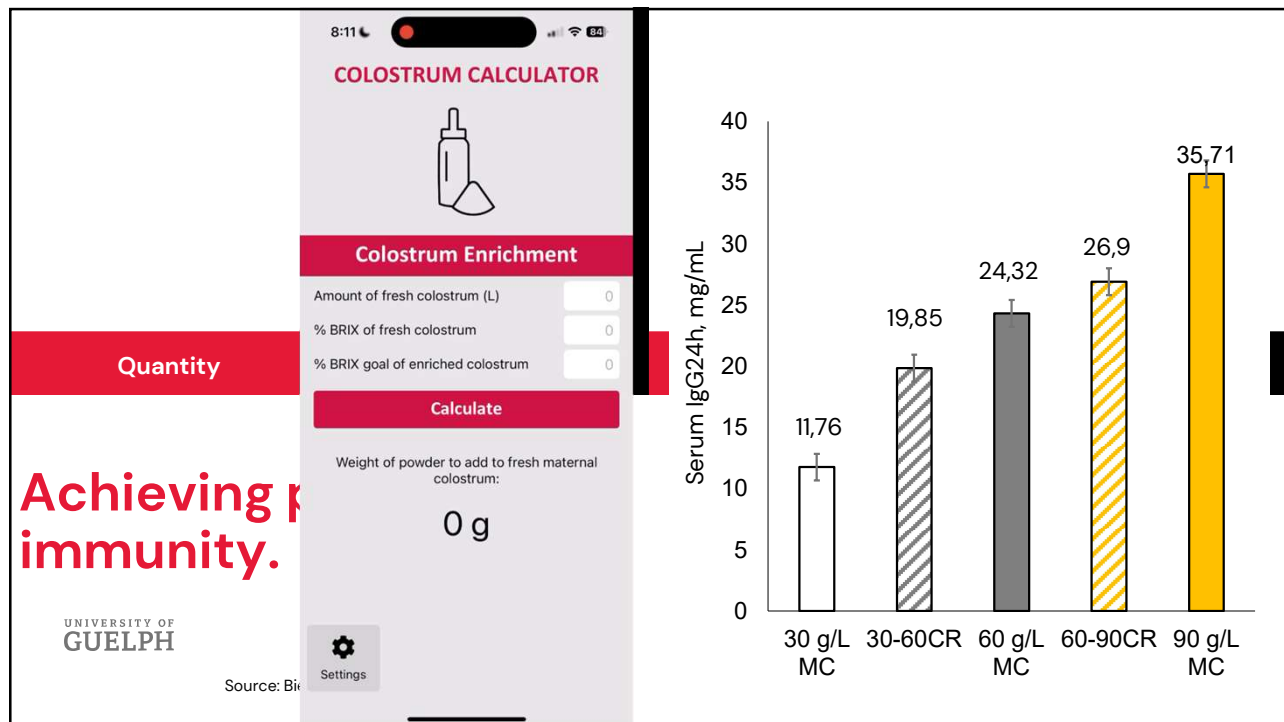 Quantity
Achieving
immunity.
UNIVERSITY OF
GUELPH
Source:
8:11
84
COLOSTRUM CALCULATOR
Colostrum Enrichment
Amount of fresh colostrum (L) 0
% BRIX of fresh colostrum 0
% BRIX goal of enriched colostrum 0
Calculate
Weight of powder to add to fresh maternal
colostrum:
0 g
Settings
Serum IgG24h, mg/mL
40
35
30
25
20
15
10
5
0
11,76
19,85
24,32
26,9
35,71
30 g/L
MC
30-60CR
60 g/L
MC
60-90CR
90 g/L
MC